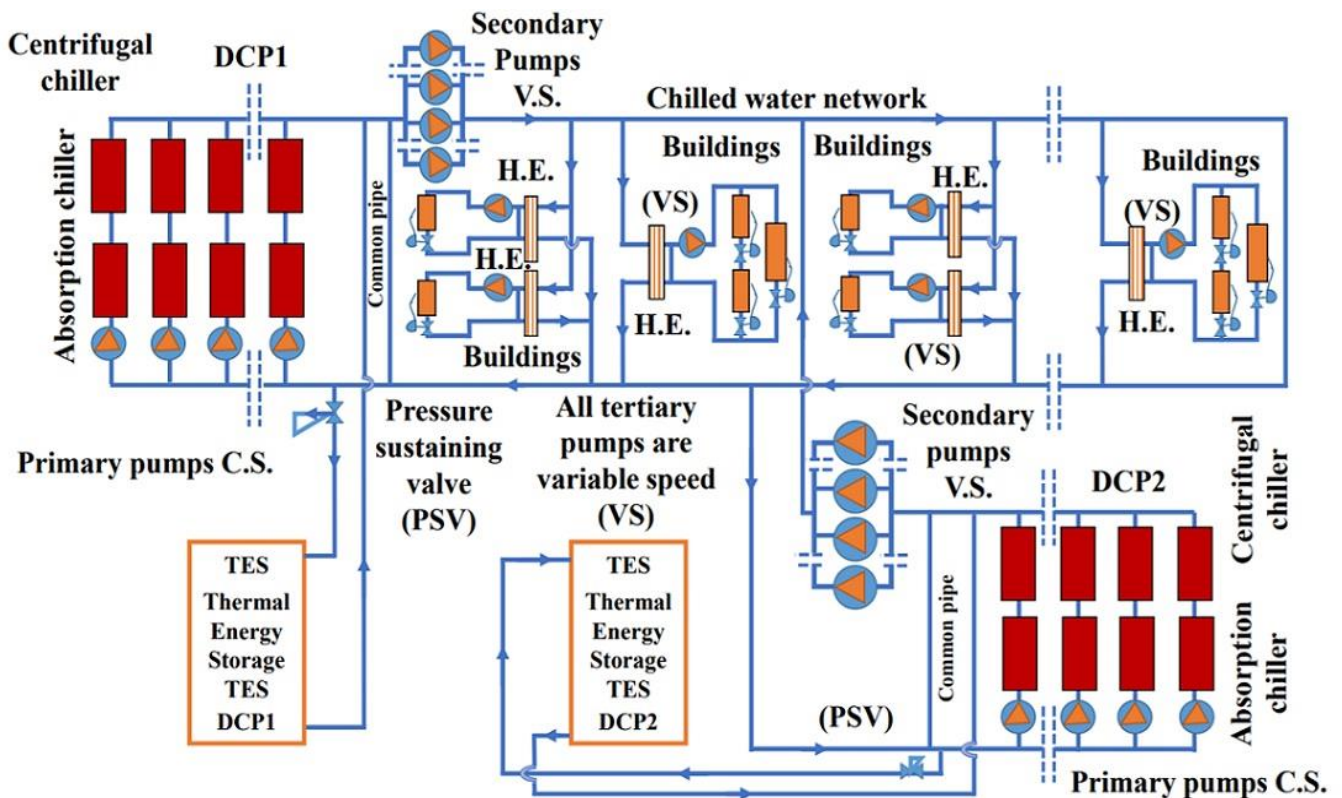 Centrifugal
chiller
DCP1
Secondary
Pumps
V.S.
Chilled water network
Absorption chiller
Common pipe
H.E.
H.E.
Buildings
Buildings
(VS)
H.E.
Buildings
H.E.
(VS)
Buildings
(VS)
H.E.
Primary pumps C.S.
Pressure
sustaining
valve
(PSV)
All tertiary
pumps are
variable speed
(VS)
Secondary
pumps
V.S.
DCP2
Centrifugal
chiller
TES
Thermal
Energy
Storage
TES
DCP1
TES
Thermal
Energy
Storage
TES
DCP2
(PSV)
Common pipe
Absorption
chiller
Primary pumps C.S.